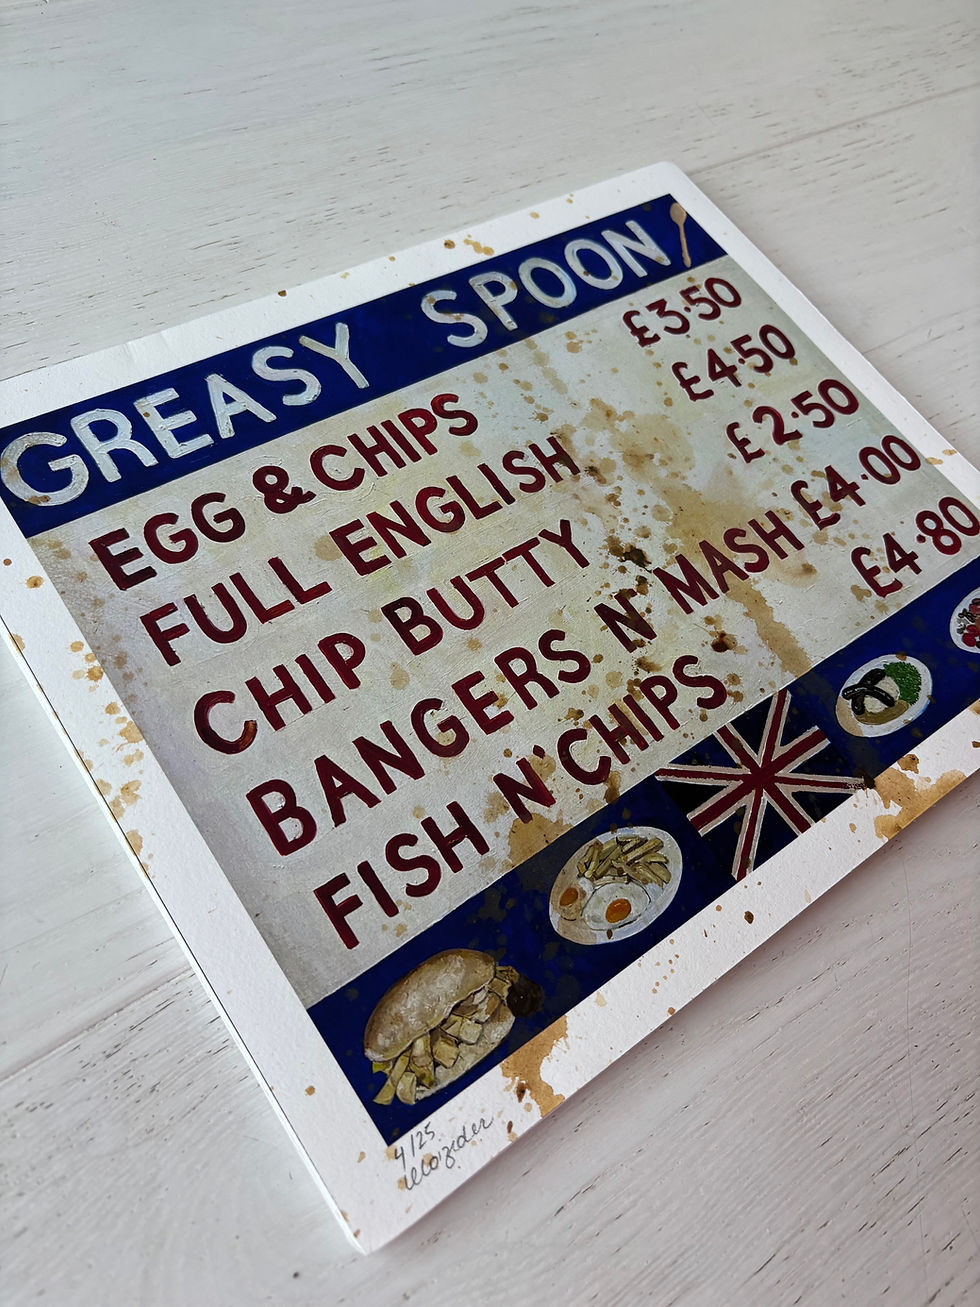 GREASY SPOON
EGG & CHIPS £3·50
FULL ENGLISH £4·50
CHIP BUTTY £2·50
BANGERS N' MASH £4·00
FISH N' CHIPS £4·80
4/25